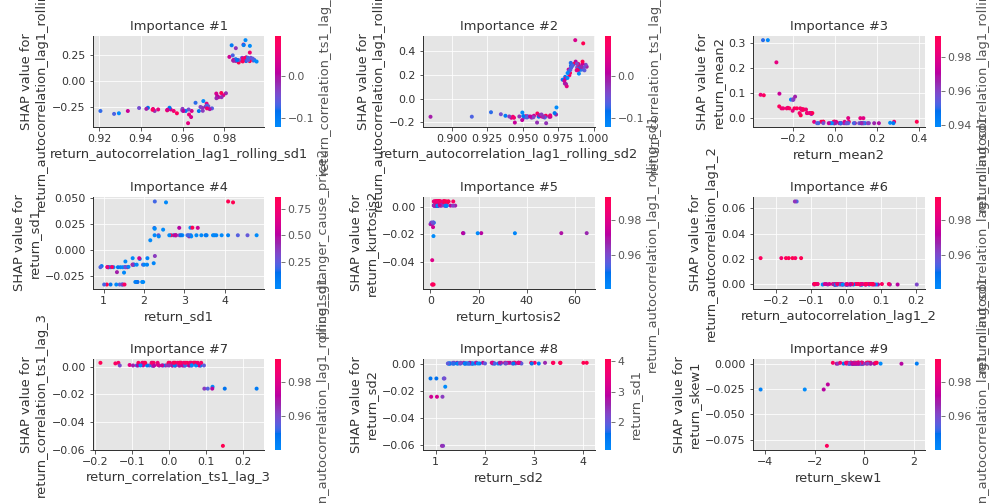 Importance #1
SHAP value for
return_autocorrelation_lag1_rolling_sd1
0.25
0.00
−0.25
0.92
0.94
0.96
0.98
return_autocorrelation_lag1_rolling_sd1
0.0
−0.1
Importance #2
SHAP value for
0.4
0.2
0.0
−0.2
0.900
0.925
0.950
0.975
1.000
return_autocorrelation_lag1_rolling_sd2
0.0
−0.1
Importance #3
SHAP value for
return_mean2
0.3
0.2
0.1
0.0
−0.2
0.0
0.2
0.4
return_mean2
0.98
0.96
0.94
Importance #4
SHAP value for
return_sd1
0.050
0.025
0.000
−0.025
1
2
3
4
return_sd1
0.75
0.50
0.25
Importance #5
SHAP value for
return_kurtosis2
0.00
−0.02
−0.04
0
20
40
60
return_kurtosis2
0.98
0.96
Importance #6
SHAP value for
return_autocorrelation_lag1_2
0.06
0.04
0.02
0.00
−0.2
−0.1
0.0
0.1
0.2
return_autocorrelation_lag1_2
0.98
0.96
Importance #7
SHAP value for
return_correlation_ts1_lag_3
0.00
−0.02
−0.04
−0.06
−0.2
−0.1
0.0
0.1
0.2
return_correlation_ts1_lag_3
0.98
0.96
Importance #8
SHAP value for
return_sd2
0.00
−0.02
−0.04
−0.06
1
2
3
4
return_sd2
4
3
2
return_sd1
Importance #9
SHAP value for
return_skew1
0.000
−0.025
−0.050
−0.075
−4
−2
0
2
return_skew1
0.98
0.96